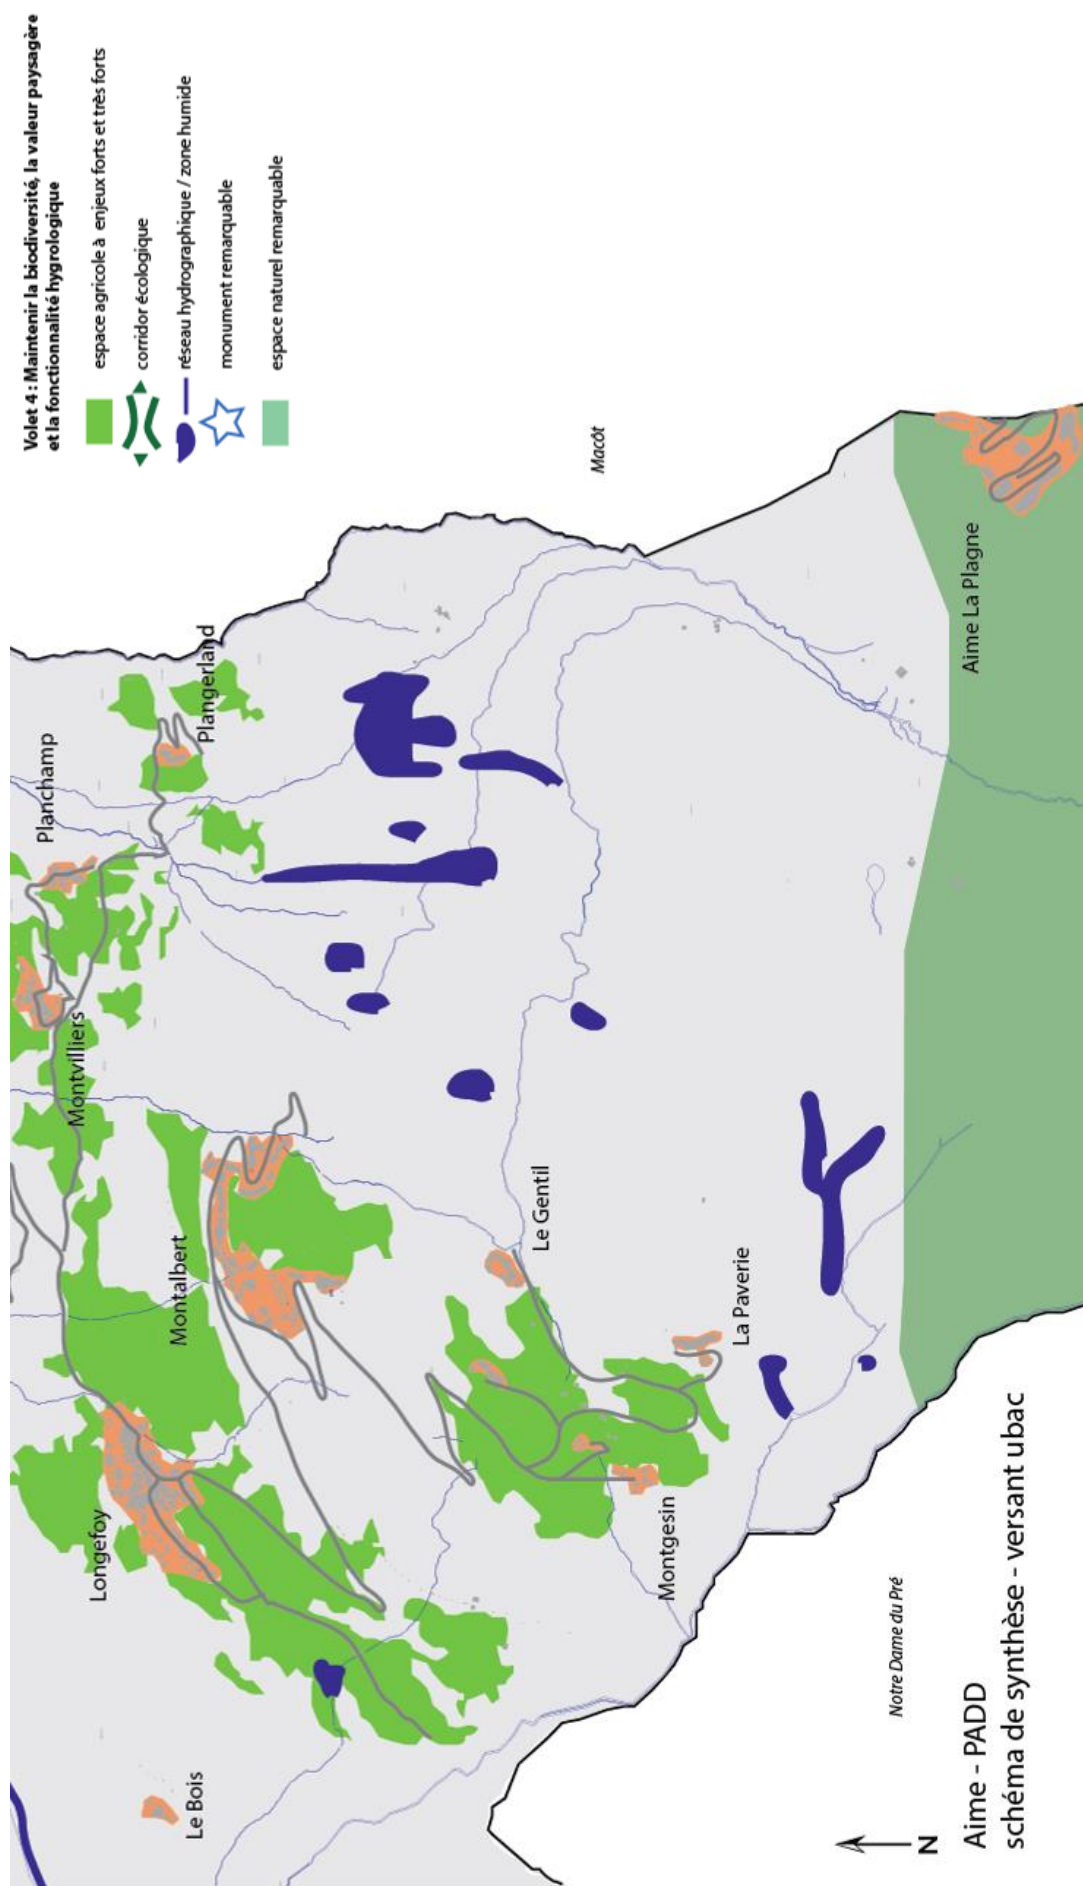 Volet 4 : Maintenir la biodiversité, la valeur paysagère
et la fonctionnalité hygrologique
espace agricole à enjeux forts et très forts
corridor écologique
réseau hydrographique / zone humide
monument remarquable
espace naturel remarquable
Macôt
Planchamp
Plangerland
Montvilliers
Montalbert
Longefoy
Le Bois
Le Gentil
La Paverie
Montgesin
Aime La Plagne
Notre Dame du Pré
N
Aime - PADD
schéma de synthèse - versant ubac